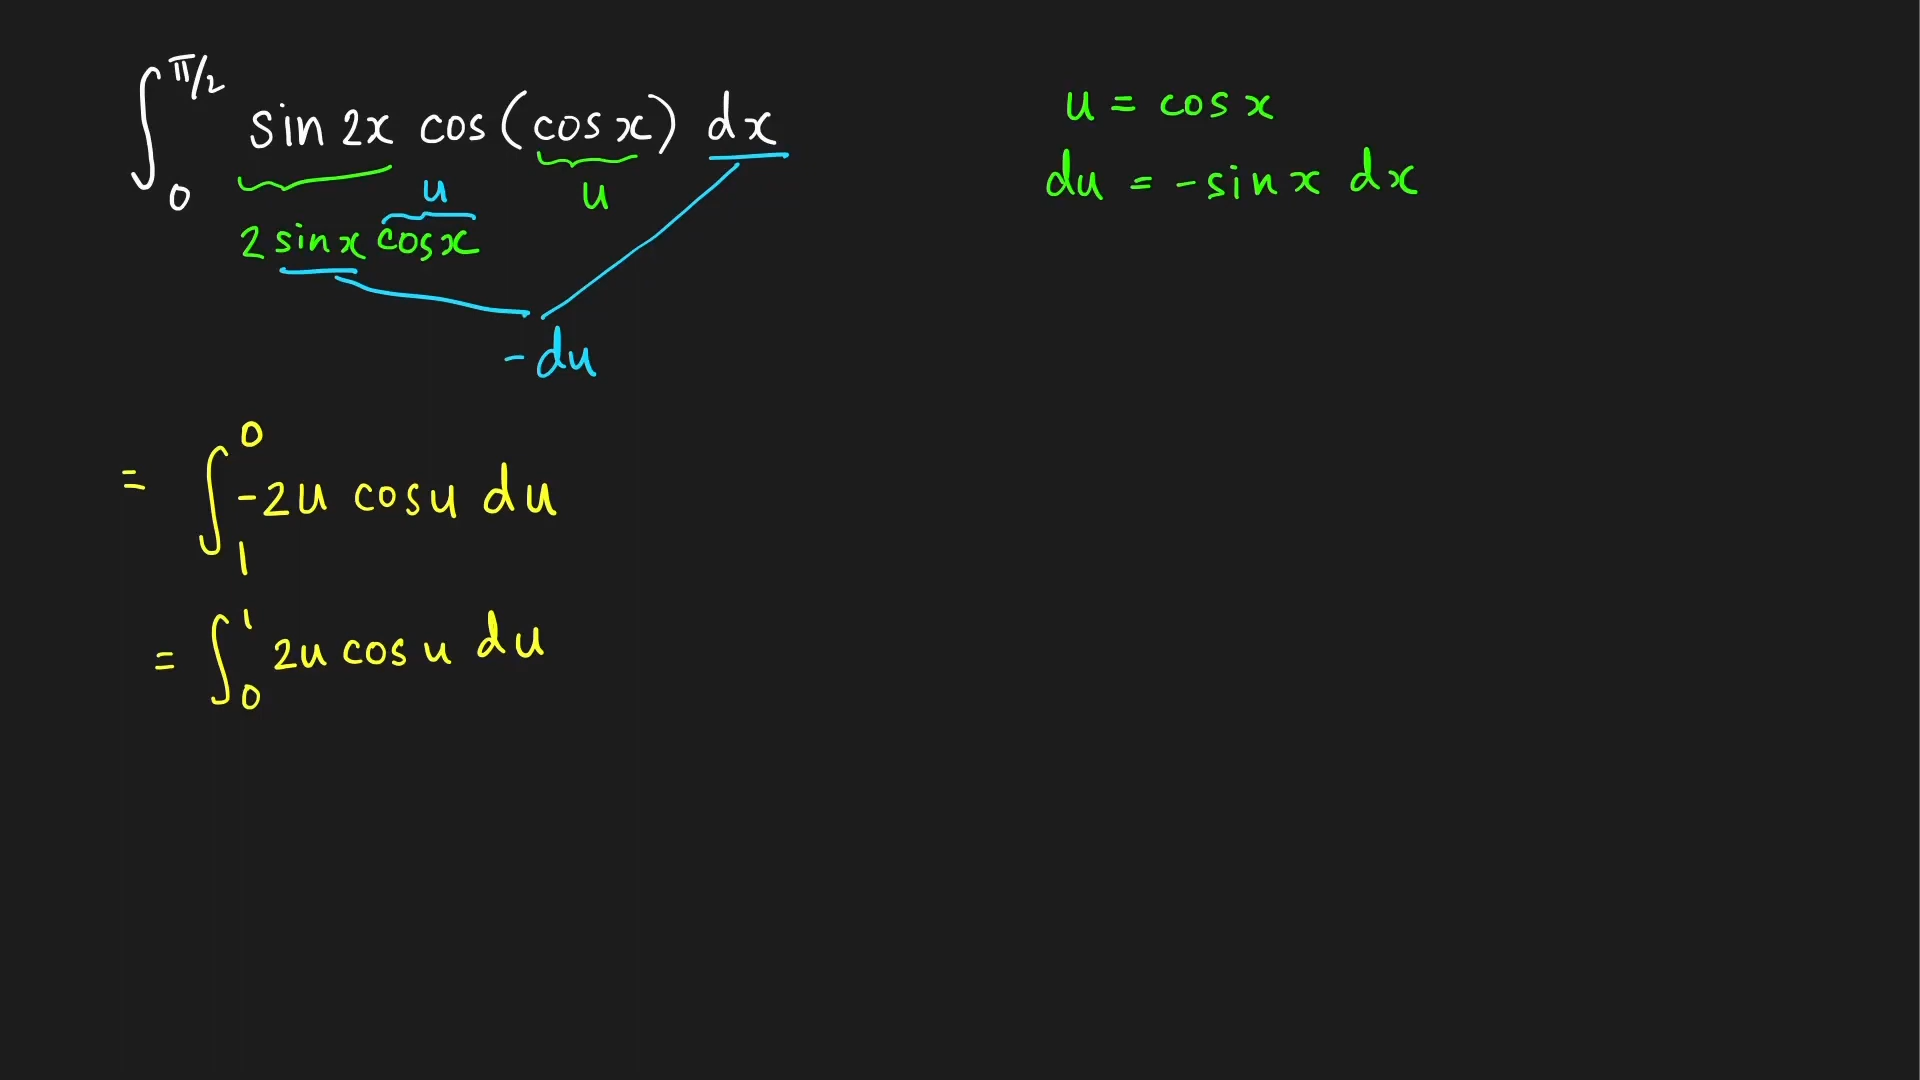 ∫₀^π/2 sin 2x cos(cos x) dx
u
u
2 sin x cos x
-du
= ∫₁⁰ -2u cos u du
= ∫₀¹ 2u cos u du
u = cos x
du = -sin x dx